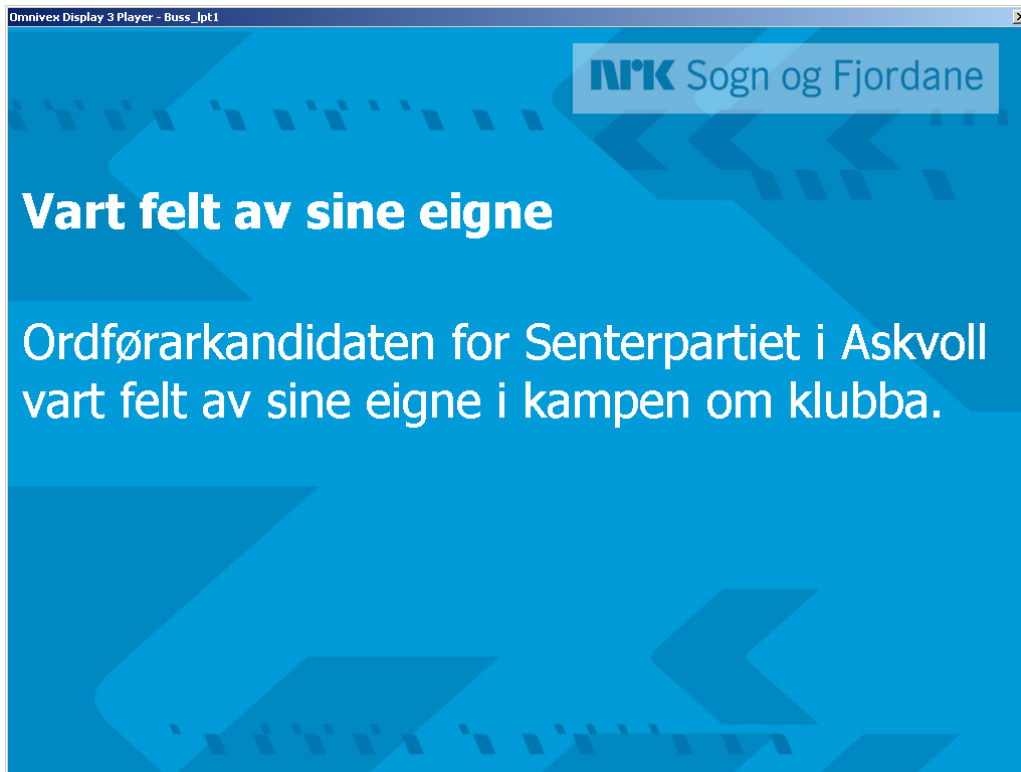 Omnivex Display 3 Player - Buss_lpt1
NRK Sogn og Fjordane
Vart felt av sine eigne
Ordførarkandidaten for Senterpartiet i Askvoll
vart felt av sine eigne i kampen om klubba.